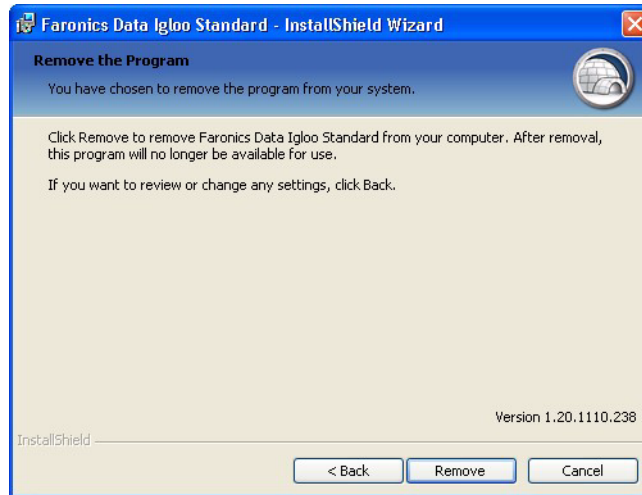 Faronics Data Igloo Standard - InstallShield Wizard
Remove the Program
You have chosen to remove the program from your system.
Click Remove to remove Faronics Data Igloo Standard from your computer. After removal,
this program will no longer be available for use.
If you want to review or change any settings, click Back.
Version 1.20.1110.238
InstallShield
< Back
Remove
Cancel